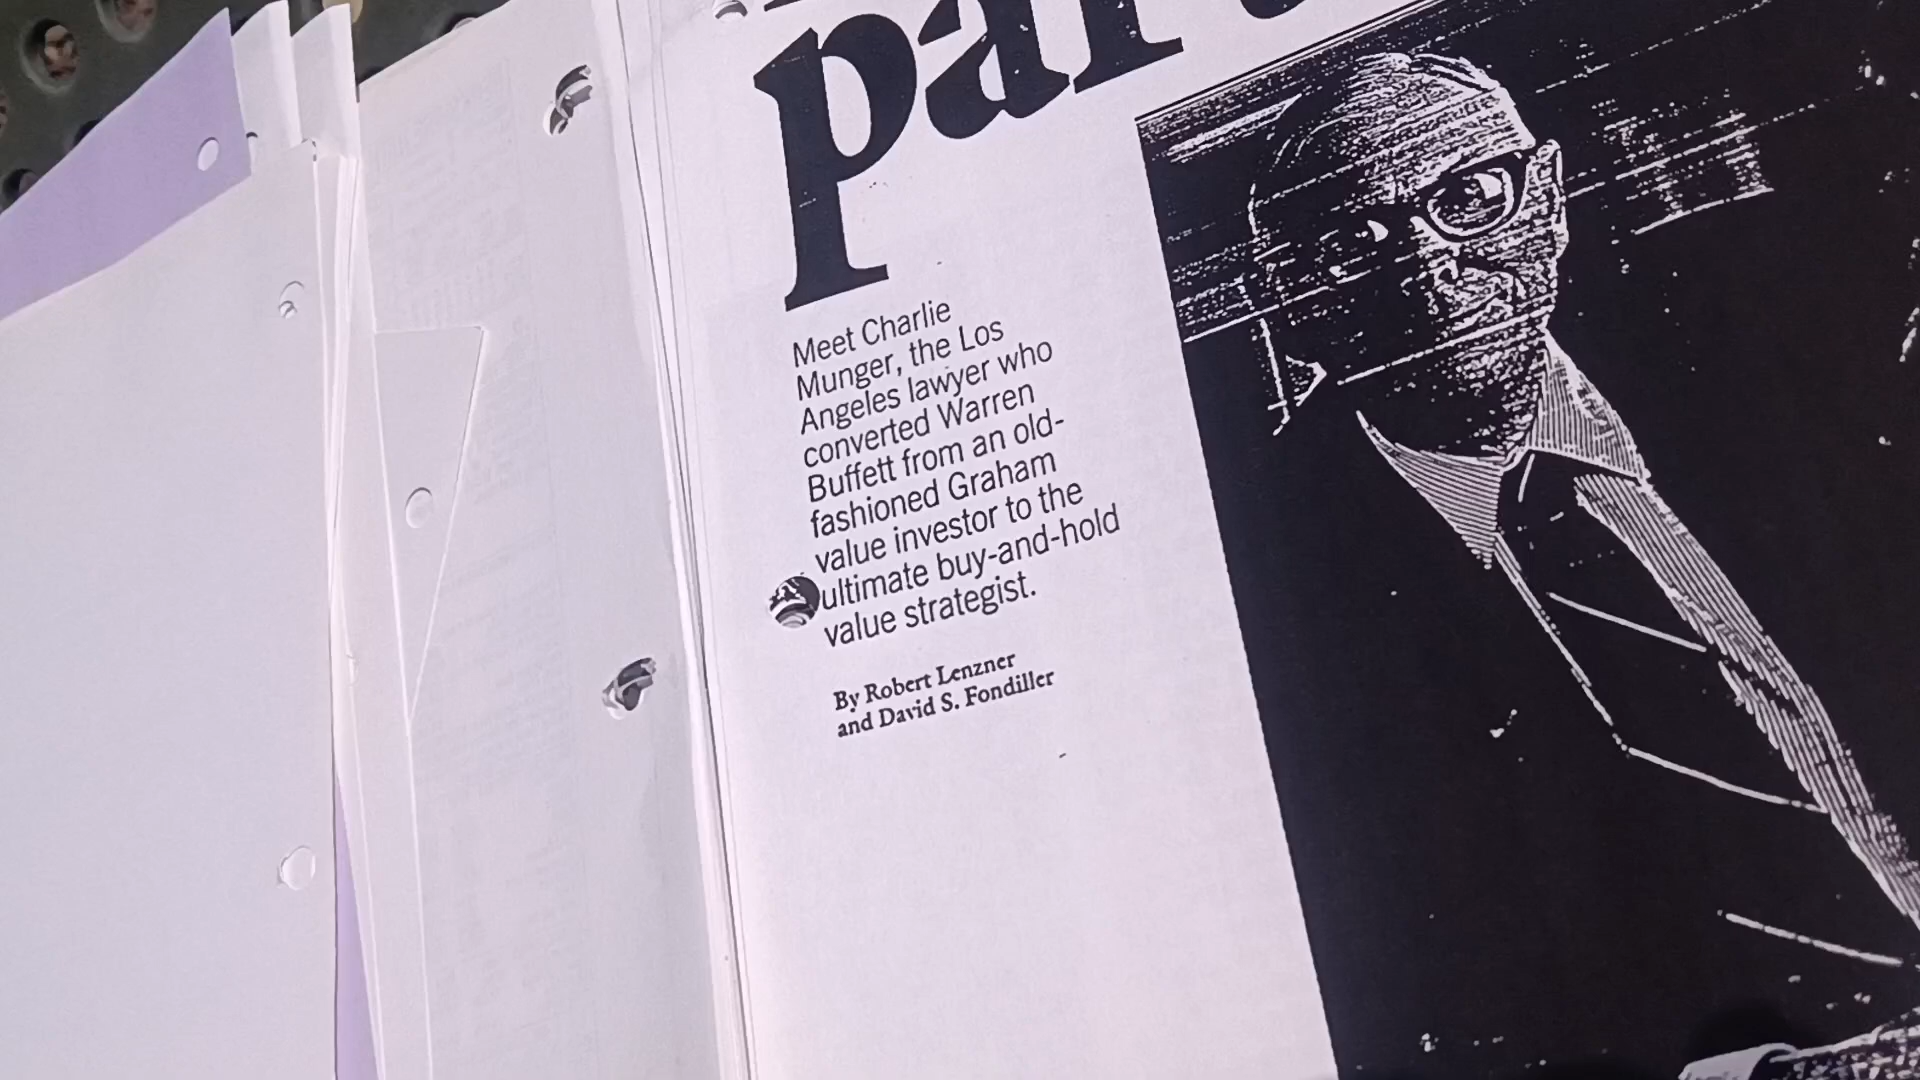 Meet Charlie
Munger, the Los
Angeles lawyer who
converted Warren
Buffett from an old-
fashioned Graham
value investor to the
ultimate buy-and-hold
value strategist.
By Robert Lenzner
and David S. Fondiller